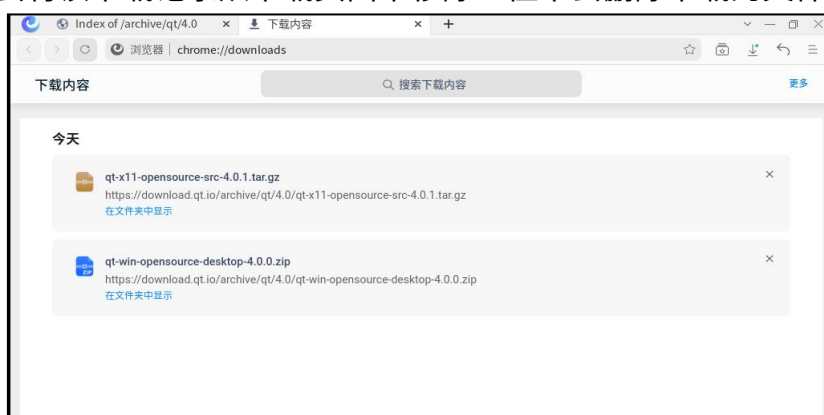 Index of /archive/qt/4.0
下载内容
浏览器 | chrome://downloads
下载内容
搜索下载内容
更多
今天
qt-x11-opensource-src-4.0.1.tar.gz
https://download.qt.io/archive/qt/4.0/qt-x11-opensource-src-4.0.1.tar.gz
在文件夹中显示
qt-win-opensource-desktop-4.0.0.zip
ZIP
https://download.qt.io/archive/qt/4.0/qt-win-opensource-desktop-4.0.0.zip
在文件夹中显示